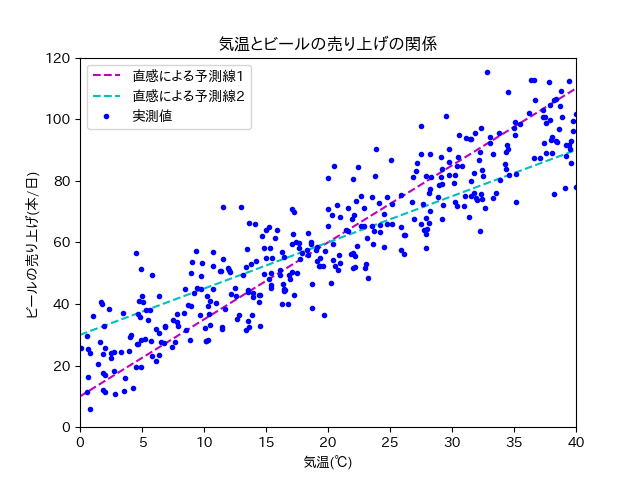 気温とビールの売り上げの関係
直感による予測線1
直感による予測線2
実測値
ビールの売り上げ(本/日)
120
100
80
60
40
20
0
0 5 10 15 20 25 30 35 40
気温(℃)